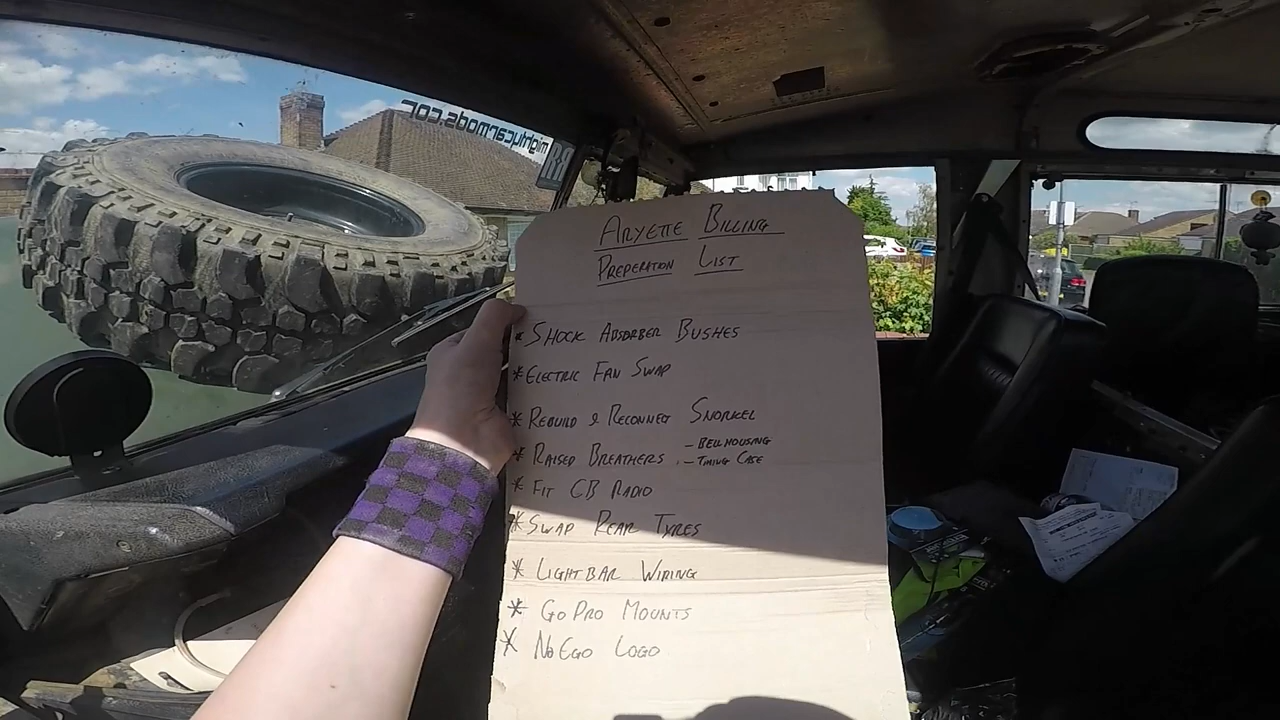 mightycarmods.com
ARYETTE BILLING
PREPERATION LIST
* SHOCK ABSORBER BUSHES
* ELECTRIC FAN SWAP
* REBUILD & RECONNECT SNORKEL
* RAISED BREATHERS - BELLHOUSING
- TIMING CASE
* FIT CB RADIO
* SWAP REAR TYRES
* LIGHTBAR WIRING
* GOPRO MOUNTS
* NOEGO LOGO